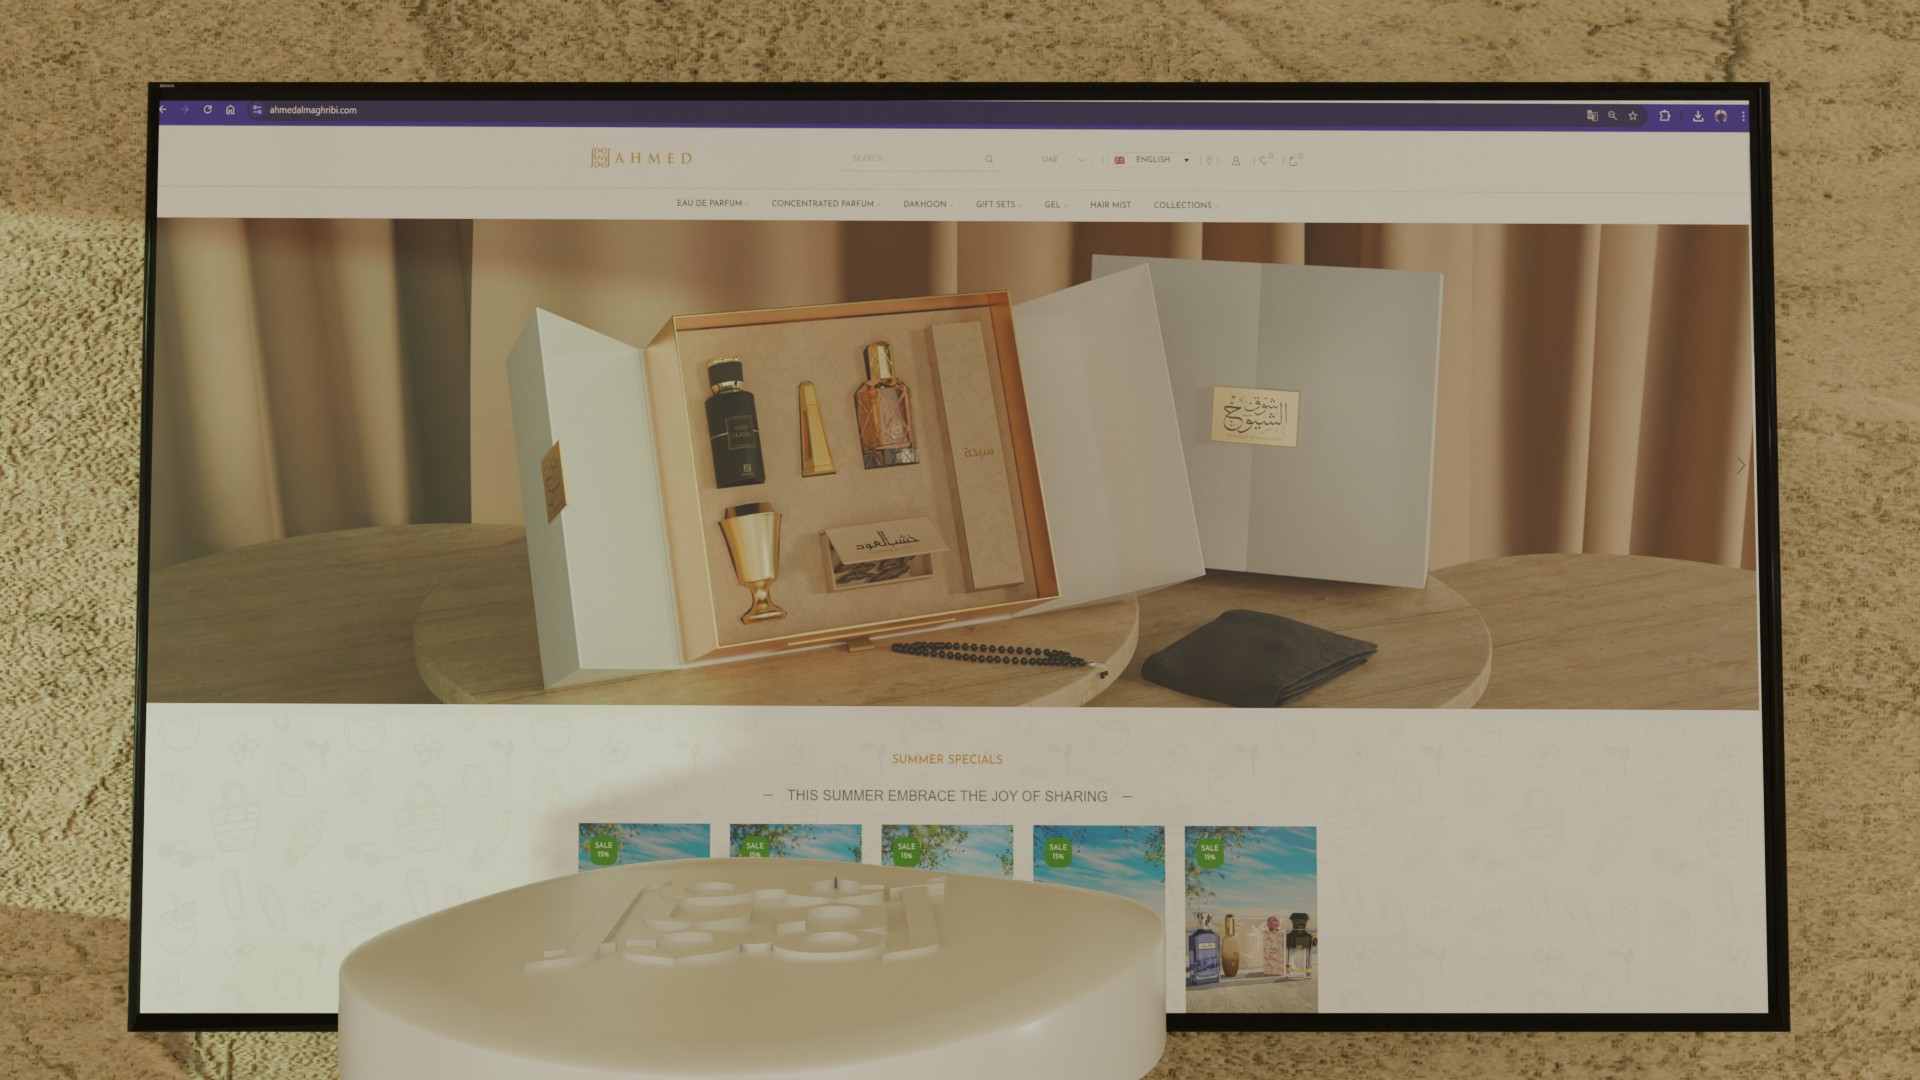 ahmedalmaghribi.com
AHMED
SEARCH...
UAE
ENGLISH
EAU DE PARFUM
CONCENTRATED PARFUM
DAKHOON
GIFT SETS
GEL
HAIR MIST
COLLECTIONS
شوق
الشيوخ
سبحة
خشب العود
SUMMER SPECIALS
— THIS SUMMER EMBRACE THE JOY OF SHARING —
SALE
15%
SALE
15%
SALE
15%
SALE
15%
SALE
15%